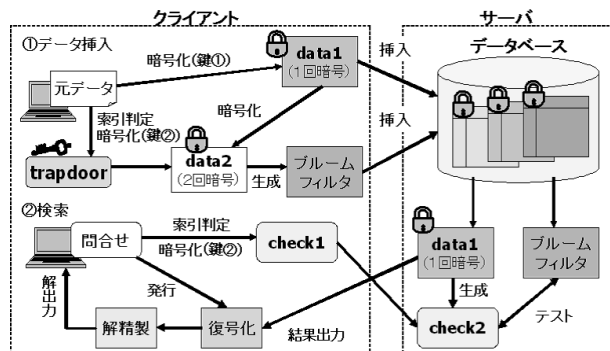 クライアント
サーバ
①データ挿入
元データ
暗号化(鍵①)
data1
(1回暗号)
挿入
データベース
索引判定
暗号化(鍵②)
暗号化
挿入
trapdoor
data2
(2回暗号)
生成
ブルーム
フィルタ
②検索
問合せ
索引判定
暗号化(鍵②)
check1
data1
(1回暗号)
ブルーム
フィルタ
解出力
発行
生成
解精製
復号化
結果出力
check2
テスト